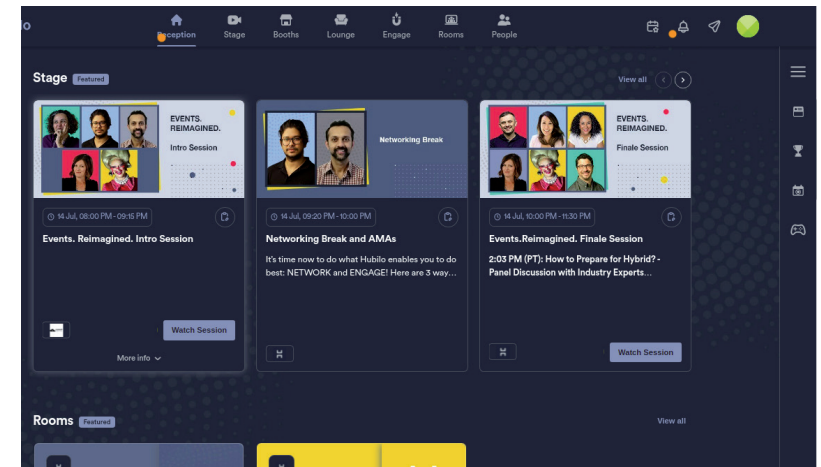 lo
Reception
Stage
Booths
Lounge
Engage
Rooms
People
Stage Featured
View all
EVENTS.
REIMAGINED.
Intro Session
14 Jul, 08:00 PM - 09:15 PM
Events. Reimagined. Intro Session
Watch Session
More info
Networking Break
14 Jul, 09:20 PM - 10:00 PM
Networking Break and AMAs
It's time now to do what Hubilo enables you to do
best: NETWORK and ENGAGE! Here are 3 way...
EVENTS.
REIMAGINED.
Finale Session
14 Jul, 10:00 PM - 11:30 PM
Events.Reimagined. Finale Session
2:03 PM (PT): How to Prepare for Hybrid? -
Panel Discussion with Industry Experts...
Watch Session
Rooms Featured
View all